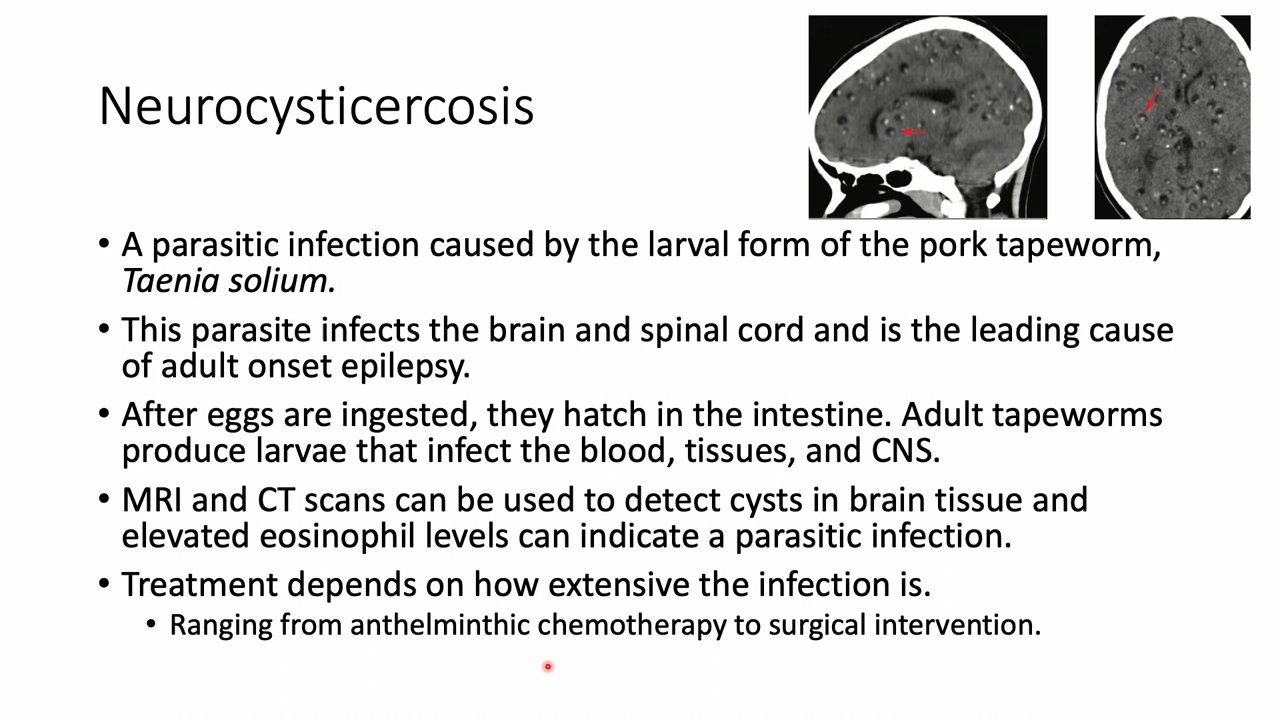 Neurocysticercosis
• A parasitic infection caused by the larval form of the pork tapeworm,
Taenia solium.
• This parasite infects the brain and spinal cord and is the leading cause
of adult onset epilepsy.
• After eggs are ingested, they hatch in the intestine. Adult tapeworms
produce larvae that infect the blood, tissues, and CNS.
• MRI and CT scans can be used to detect cysts in brain tissue and
elevated eosinophil levels can indicate a parasitic infection.
• Treatment depends on how extensive the infection is.
• Ranging from anthelminthic chemotherapy to surgical intervention.